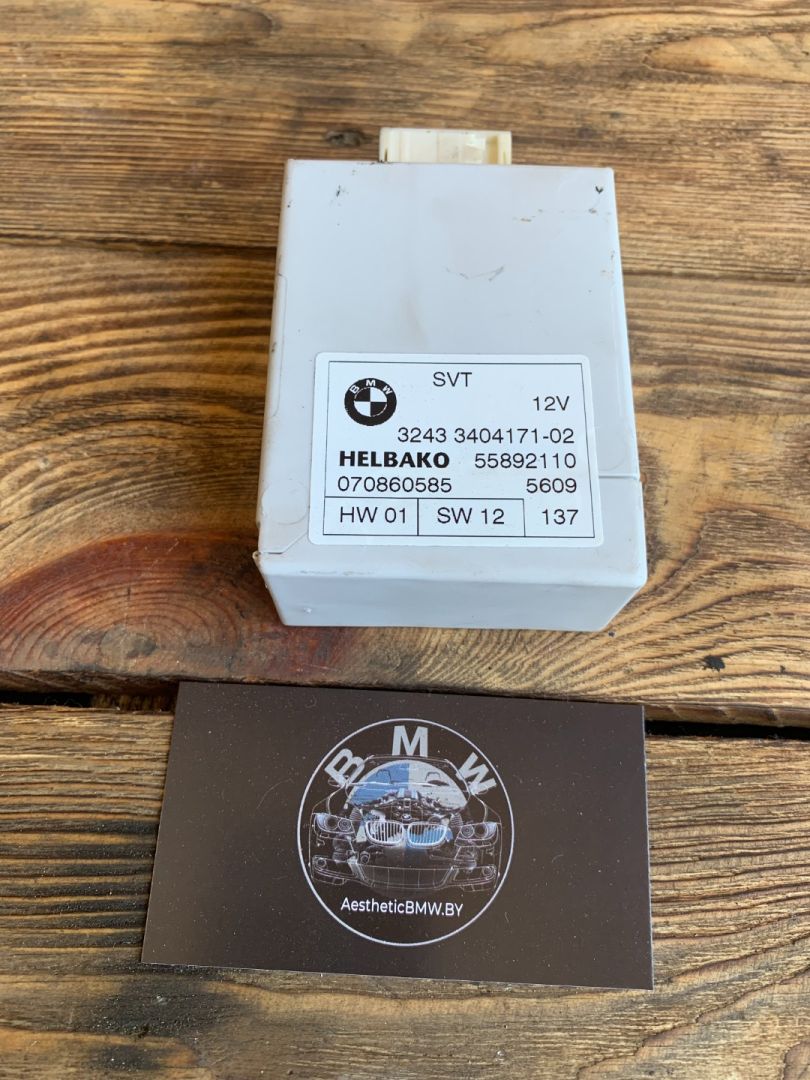 SVT
BMW
12V
3243 3404171-02
HELBAKO 55892110
070860585 5609
HW 01 SW 12 137
BMW
AestheticBMW.BY